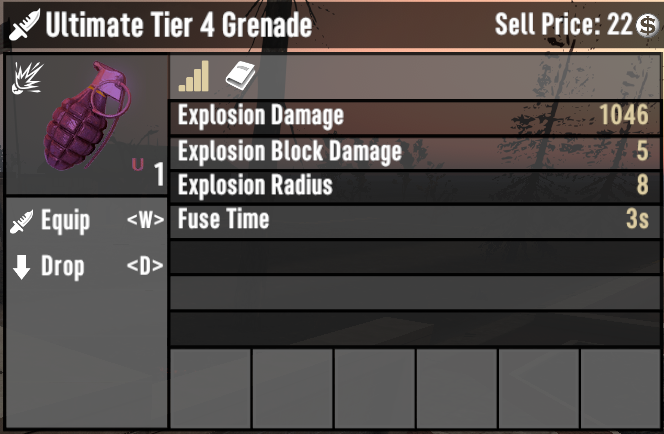 Ultimate Tier 4 Grenade
Sell Price: 22
U 1
Equip <W>
Drop <D>
Explosion Damage 1046
Explosion Block Damage 5
Explosion Radius 8
Fuse Time 3s